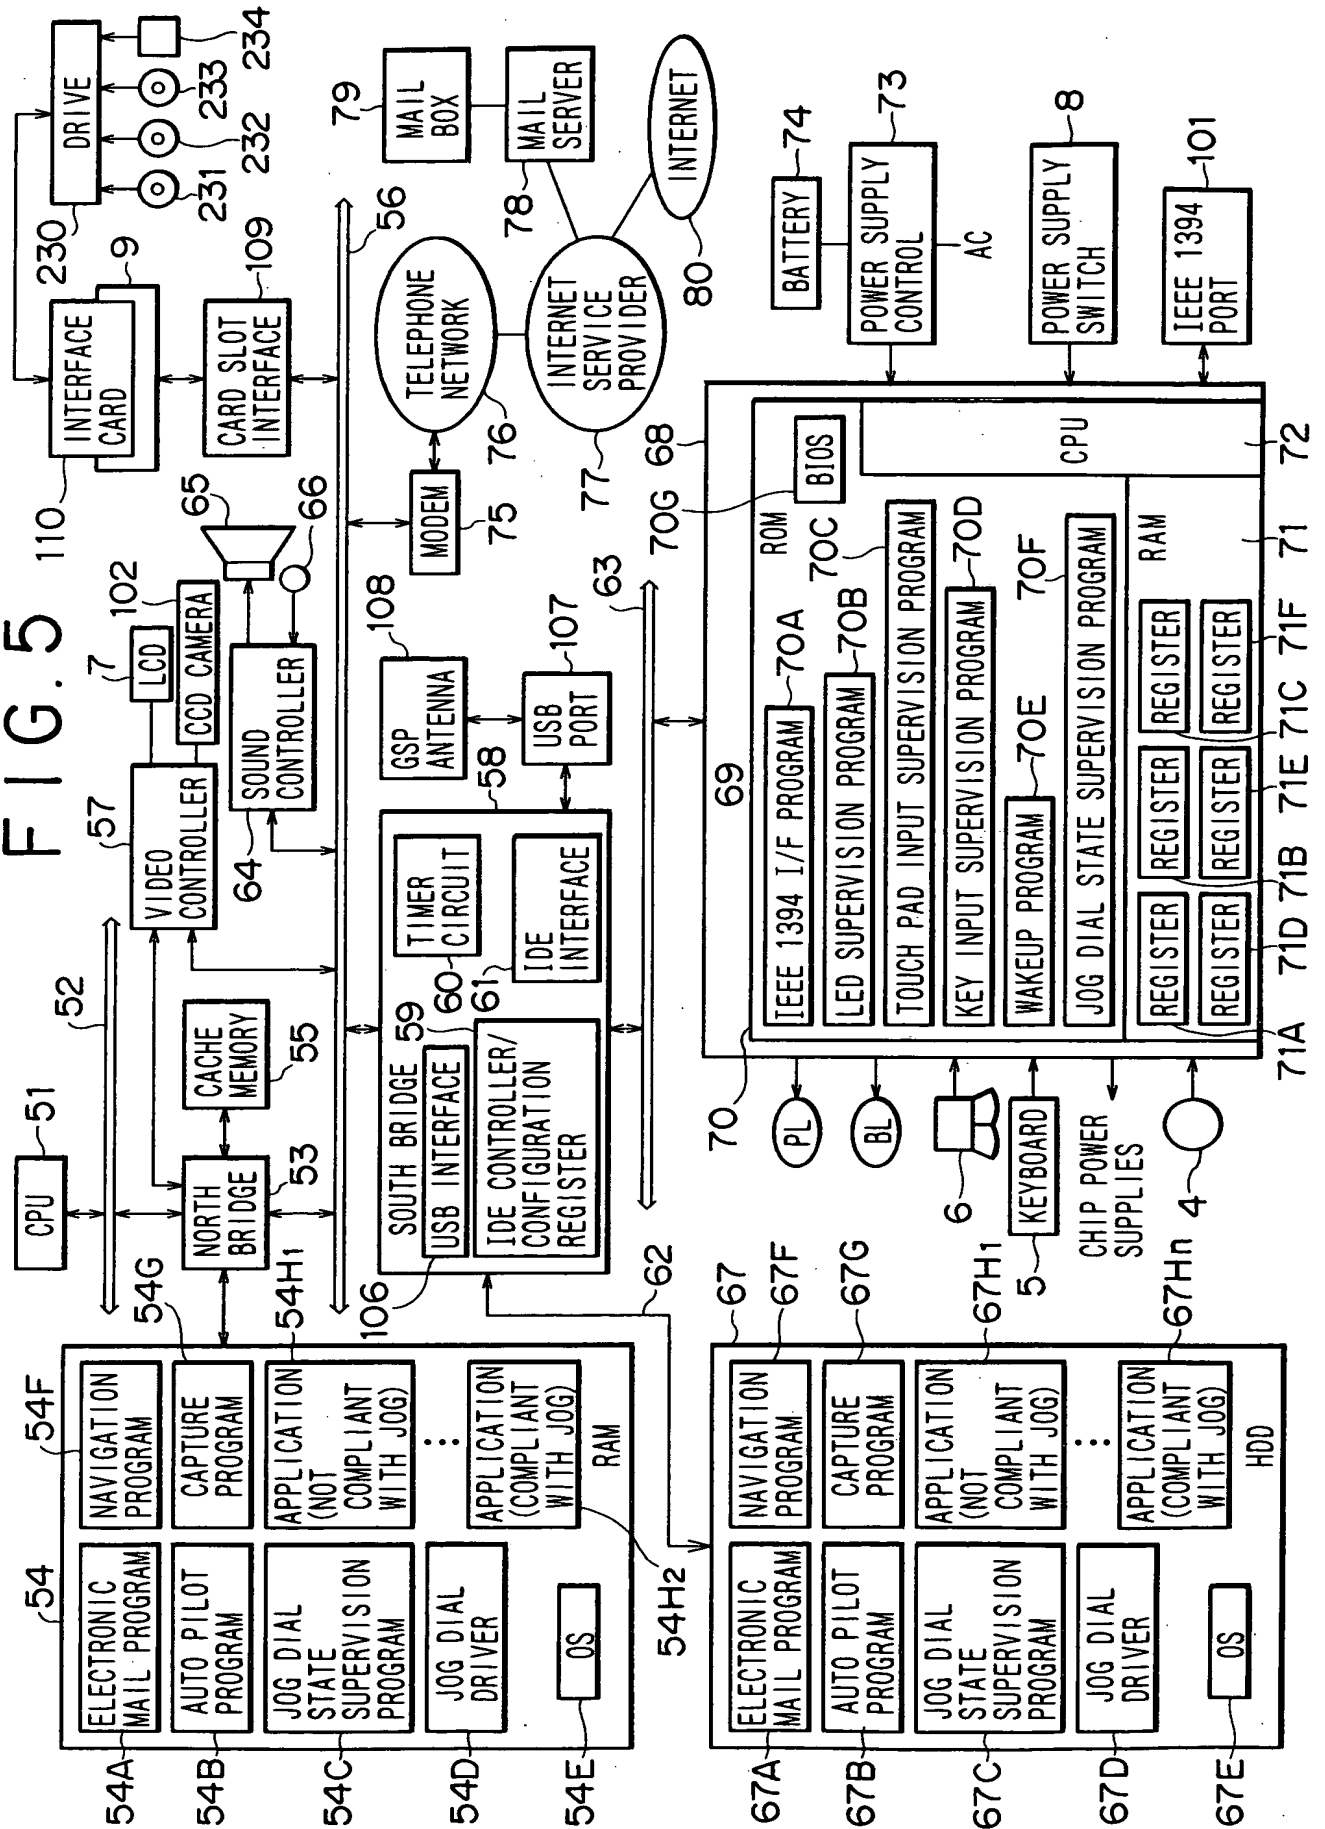 FIG. 5
54
54F
54G
54H1
ELECTRONIC
MAIL PROGRAM
NAVIGATION
PROGRAM
AUTO PILOT
PROGRAM
CAPTURE
PROGRAM
JOG DIAL
STATE
SUPERVISION
PROGRAM
APPLICATION
(NOT
COMPLIANT
WITH JOG)
JOG DIAL
DRIVER
APPLICATION
(COMPLIANT
WITH JOG)
OS
RAM
54A
54B
54C
54D
54E
54H2
CPU
51
52
NORTH
BRIDGE
53
CACHE
MEMORY
55
VIDEO
CONTROLLER
57
LCD
7
CCD CAMERA
102
SOUND
CONTROLLER
64
65
66
INTERFACE
CARD
110
9
CARD SLOT
INTERFACE
109
DRIVE
230
231
232
233
234
56
SOUTH BRIDGE
58
USB INTERFACE
106
IDE CONTROLLER/
CONFIGURATION
REGISTER
59
TIMER
CIRCUIT
60
IDE
INTERFACE
61
62
63
GSP
ANTENNA
108
USB
PORT
107
MODEM
75
TELEPHONE
NETWORK
76
INTERNET
SERVICE
PROVIDER
77
MAIL
SERVER
78
MAIL
BOX
79
INTERNET
80
67
67F
67G
67H1
67Hn
ELECTRONIC
MAIL PROGRAM
NAVIGATION
PROGRAM
AUTO PILOT
PROGRAM
CAPTURE
PROGRAM
JOG DIAL
STATE
SUPERVISION
PROGRAM
APPLICATION
(NOT
COMPLIANT
WITH JOG)
JOG DIAL
DRIVER
APPLICATION
(COMPLIANT
WITH JOG)
OS
HDD
67A
67B
67C
67D
67E
PL
BL
6
KEYBOARD
5
CHIP POWER
SUPPLIES
4
68
69
70
ROM
IEEE 1394 I/F PROGRAM
70A
LED SUPERVISION PROGRAM
70B
TOUCH PAD INPUT SUPERVISION PROGRAM
70C
KEY INPUT SUPERVISION PROGRAM
70D
WAKEUP PROGRAM
70E
JOG DIAL STATE SUPERVISION PROGRAM
70F
BIOS
70G
CPU
72
RAM
71
REGISTER
REGISTER
REGISTER
REGISTER
REGISTER
REGISTER
71A
71D
71B
71E
71C
71F
BATTERY
74
POWER SUPPLY
CONTROL
73
AC
POWER SUPPLY
SWITCH
8
IEEE 1394
PORT
101